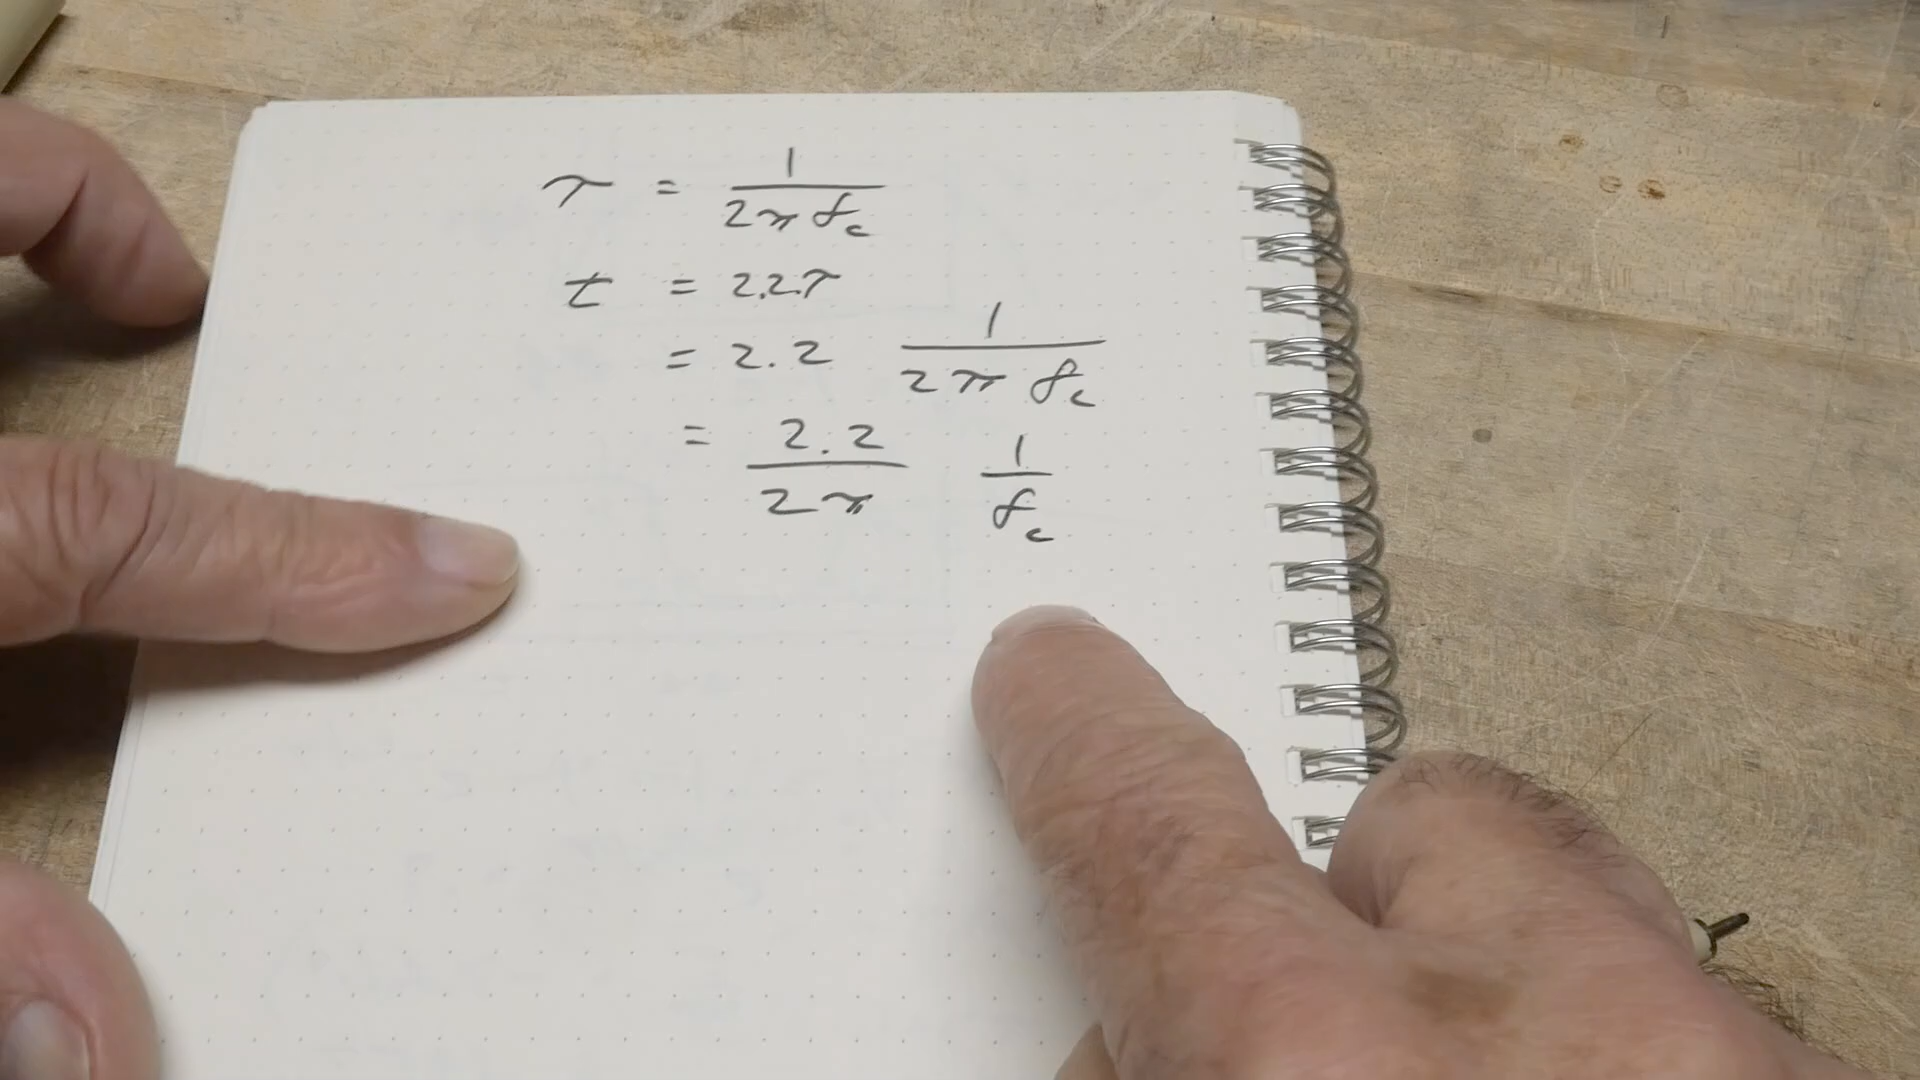 τ = 1 / 2π f_c
t = 2.2τ
= 2.2 1 / 2π f_c
= 2.2 / 2π 1 / f_c